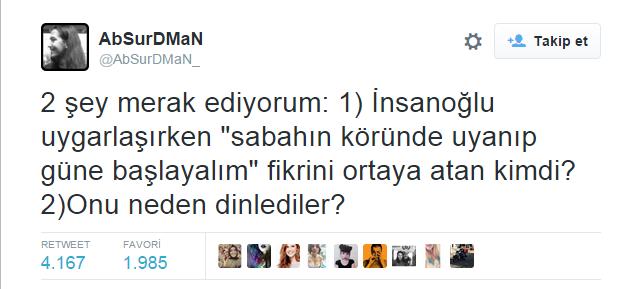 AbSurDMaN
@AbSurDMaN_
Takip et
2 şey merak ediyorum: 1) İnsanoğlu
uygarlaşırken "sabahın köründe uyanıp
güne başlayalım" fikrini ortaya atan kimdi?
2)Onu neden dinlediler?
RETWEET FAVORİ
4.167 1.985